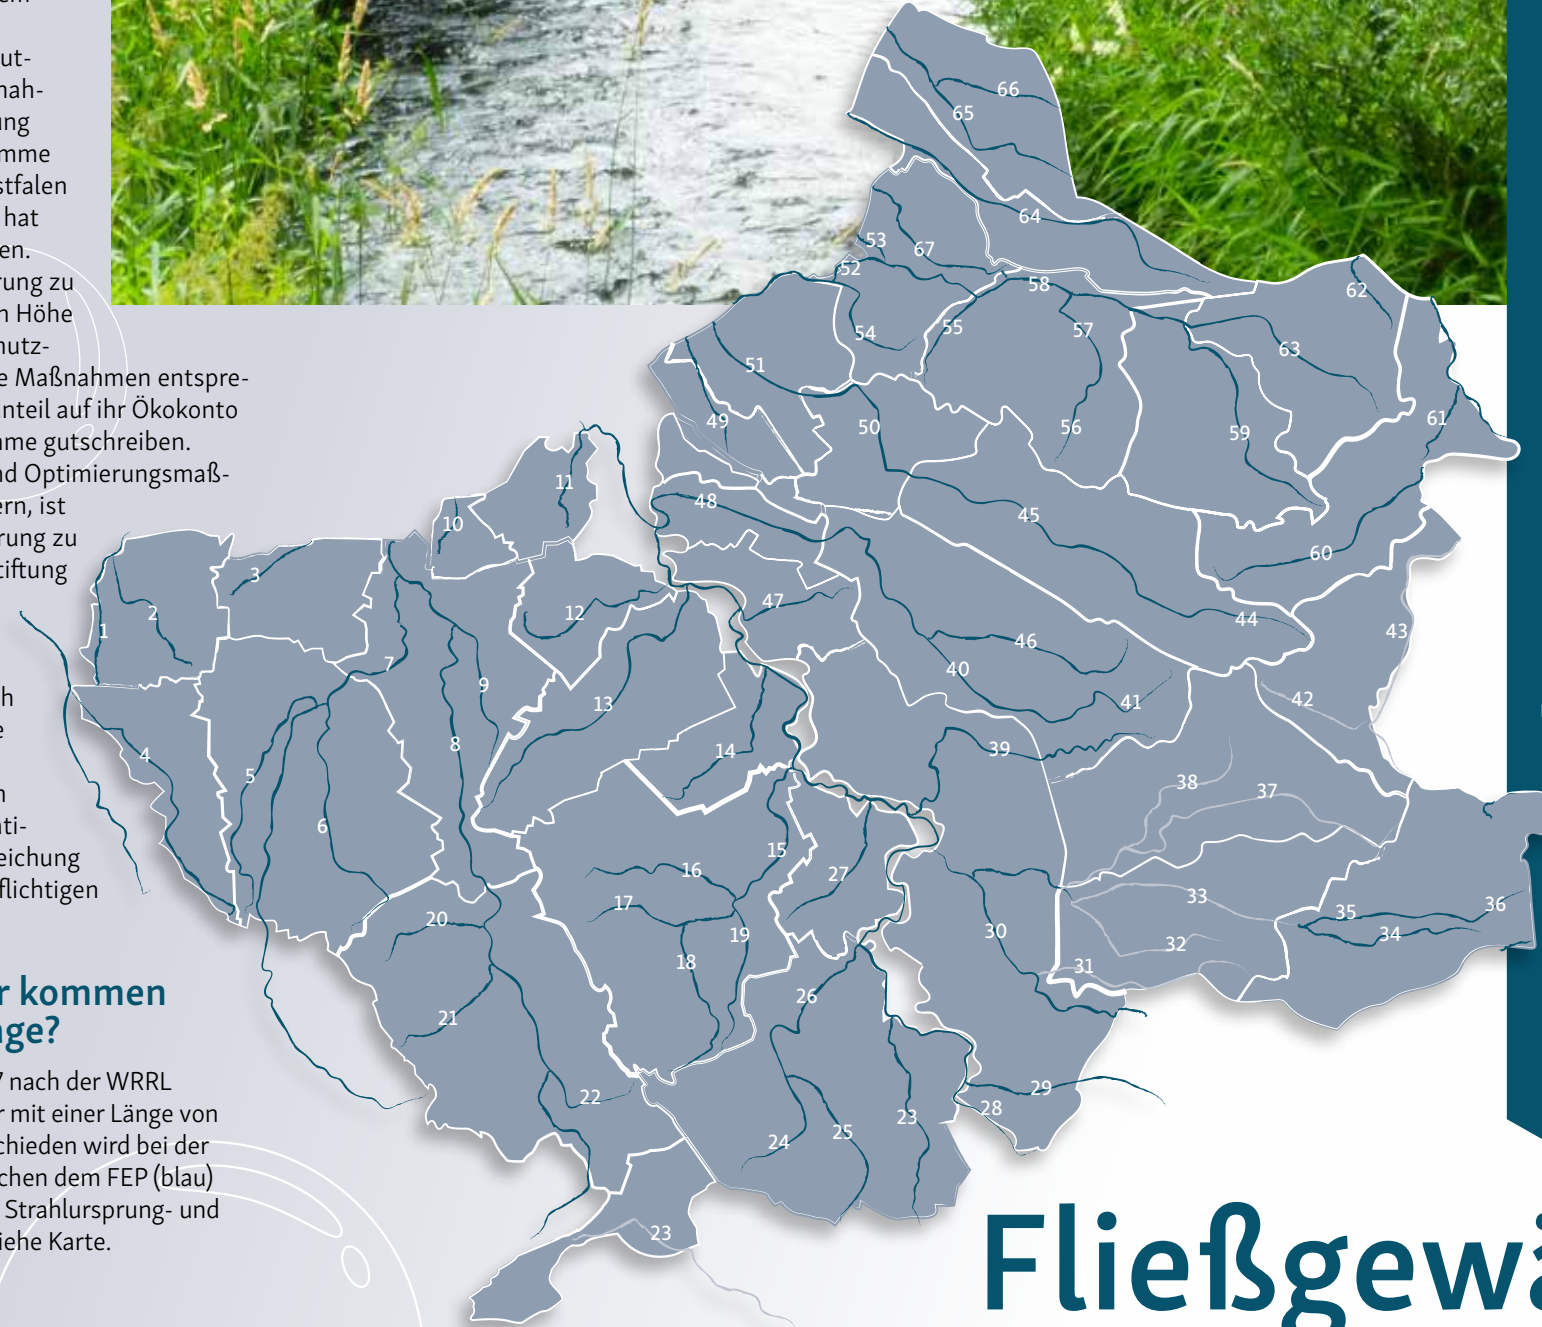 ut-
nah-
ung
mme
stfalen
hat
en.
rung zu
n Höhe
nutz-
e Maßnahmen entspre-
anteil auf ihr Ökokonto
me gutschreiben.
nd Optimierungsmaß-
ern, ist
rung zu
tiftung
h
e
n
ati-
eichung
flichtigen
r kommen
nge?
7 nach der WRRL
r mit einer Länge von
chieden wird bei der
chen dem FEP (blau)
Strahlursprung- und
iehe Karte.
66
65
64
53
67
52
58
62
54
55
57
63
51
49
50
56
59
61
11
48
10
45
60
3
2
12
47
44
1
43
46
7
40
9
13
41
42
8
39
4
14
5
38
37
6
15
16
27
33
17
35
36
20
19
30
34
32
18
31
26
21
29
22
28
23
25
24
23
Fließgewä